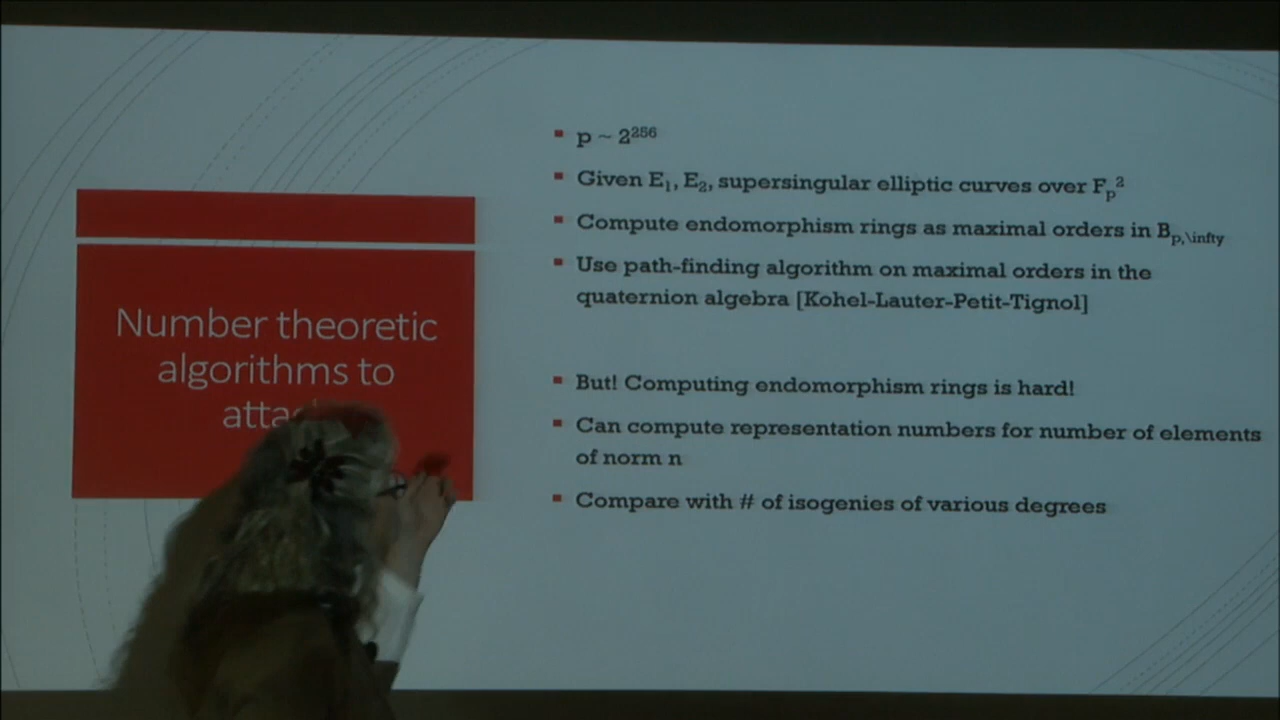 Number theoretic
algorithms to
p ~ 2²⁵⁶
Given E₁, E₂, supersingular elliptic curves over Fₚ²
Compute endomorphism rings as maximal orders in B_{p,\infty}
Use path-finding algorithm on maximal orders in the
quaternion algebra [Kohel-Lauter-Petit-Tignol]
But! Computing endomorphism rings is hard!
Can compute representation numbers for number of elements
of norm n
Compare with # of isogenies of various degrees